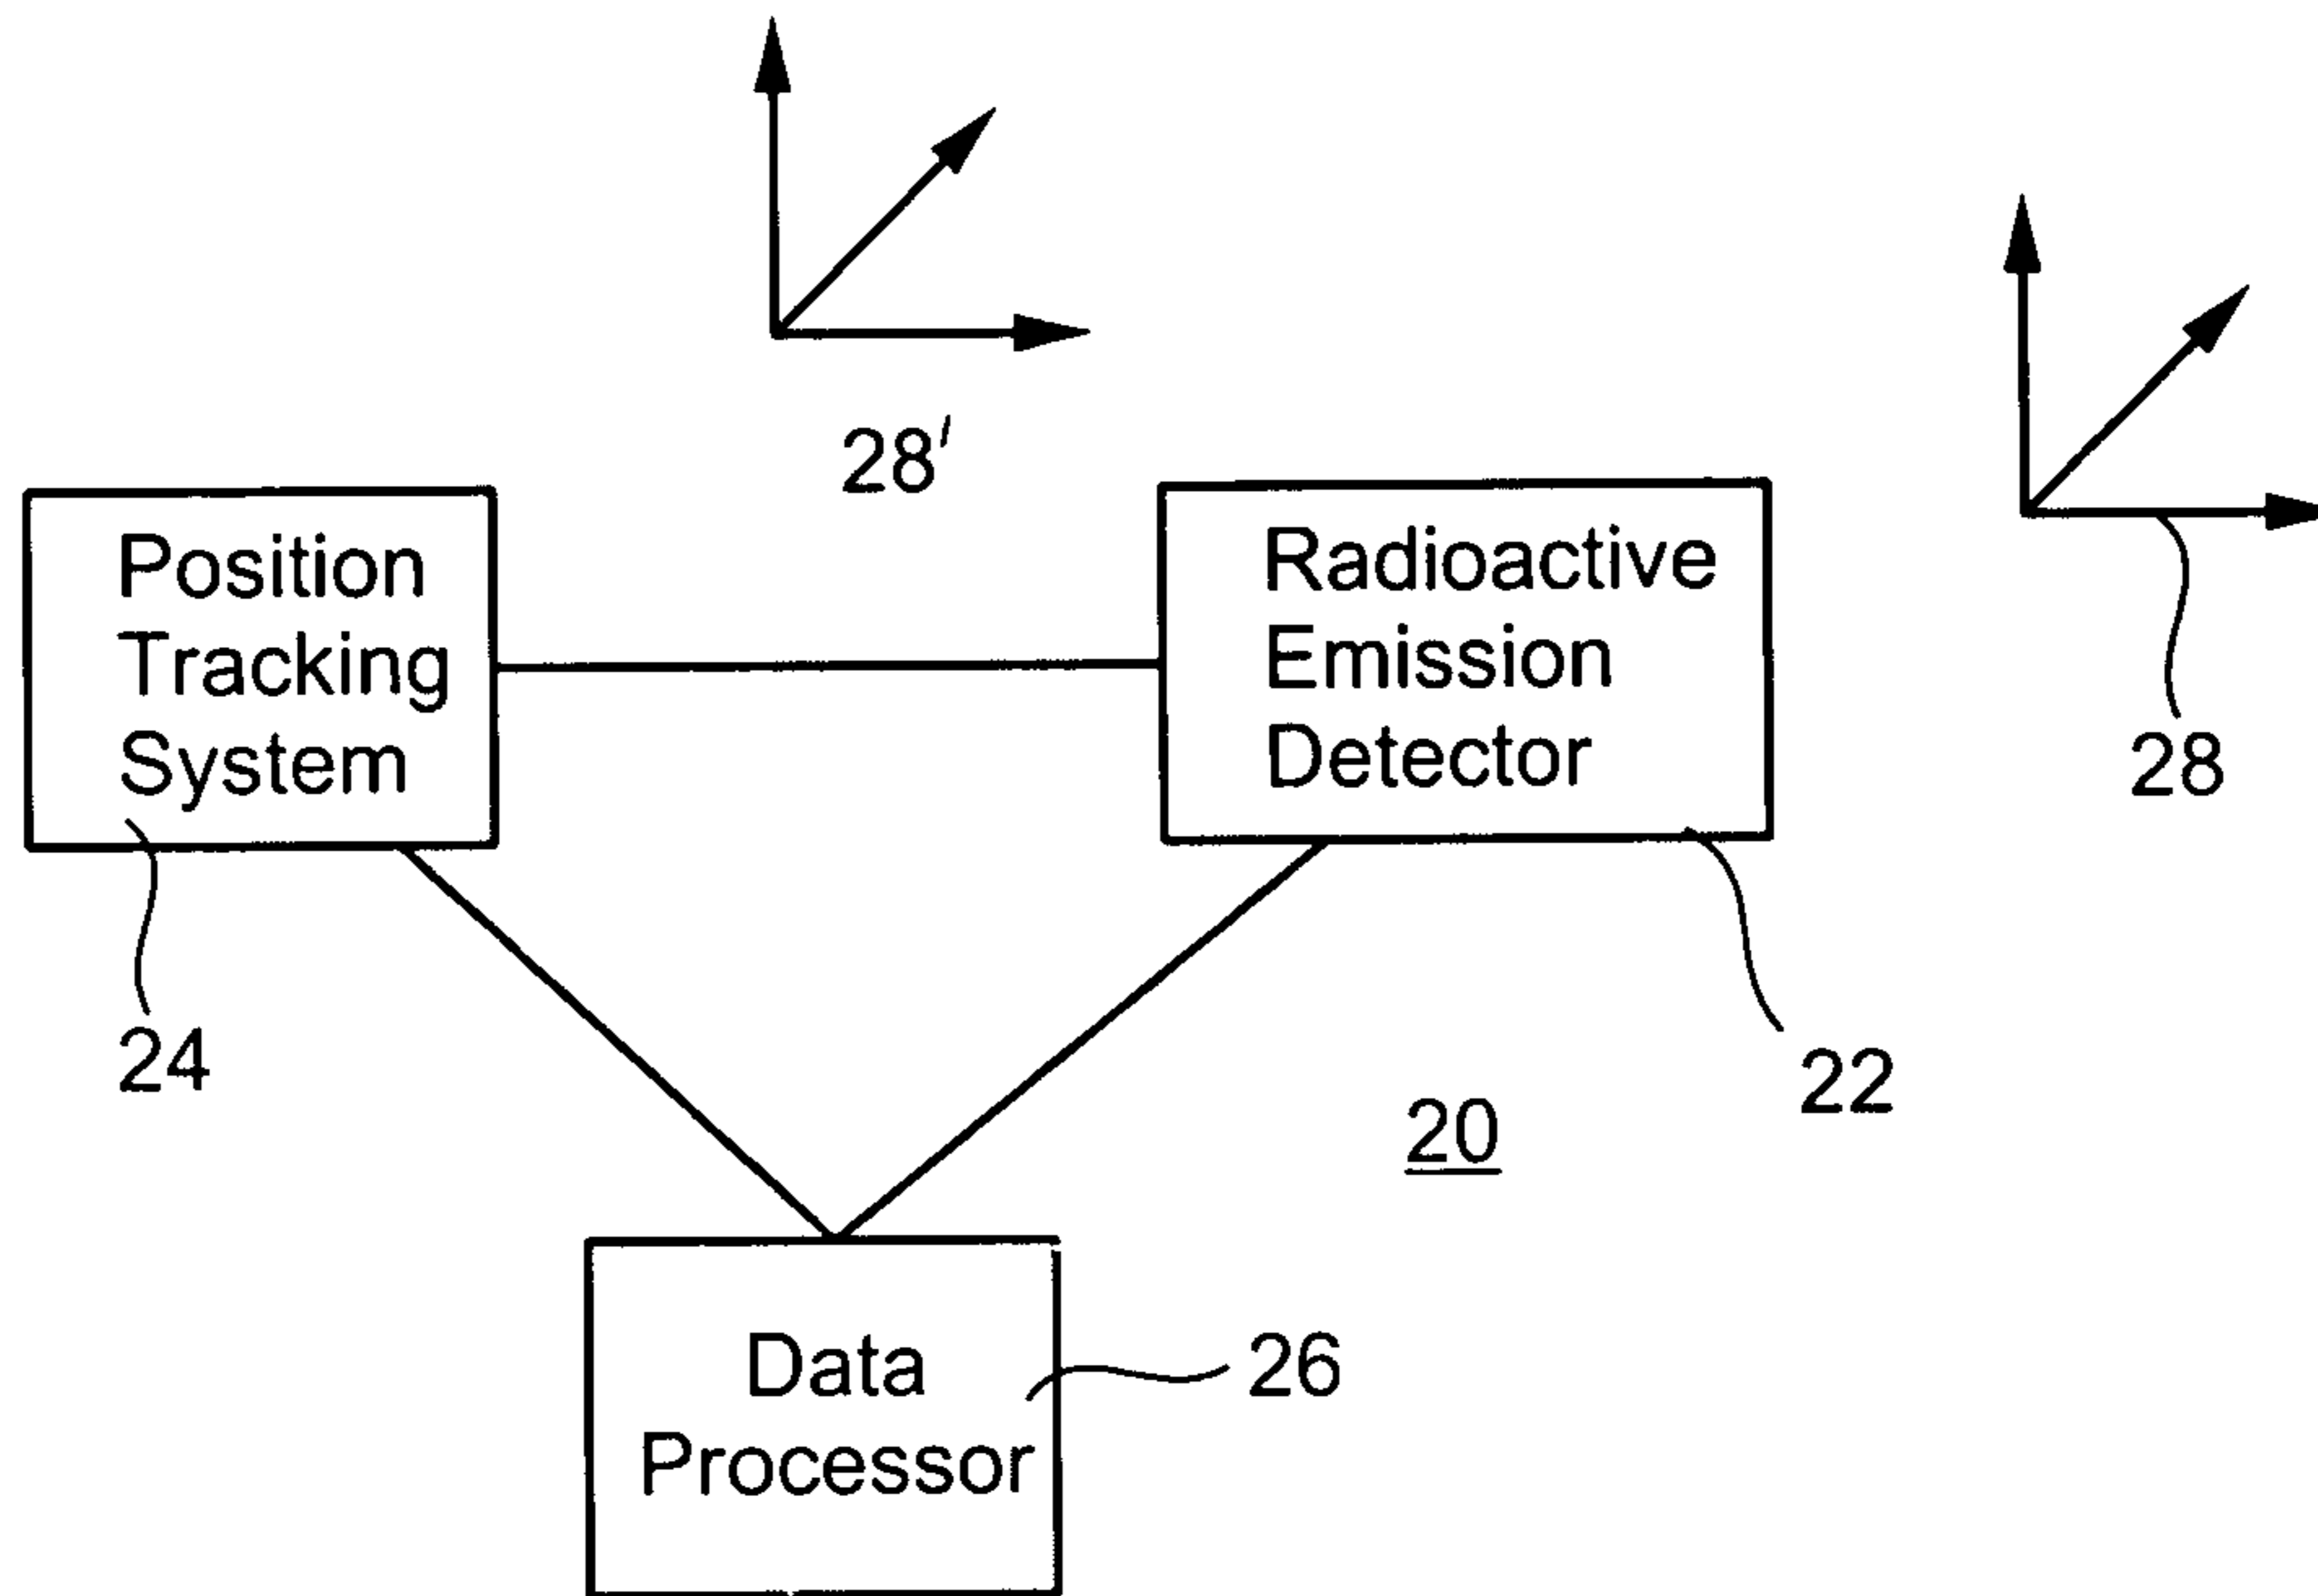 28′
Position
Tracking
System
Radioactive
Emission
Detector
28
24
22
20
Data
Processor
26